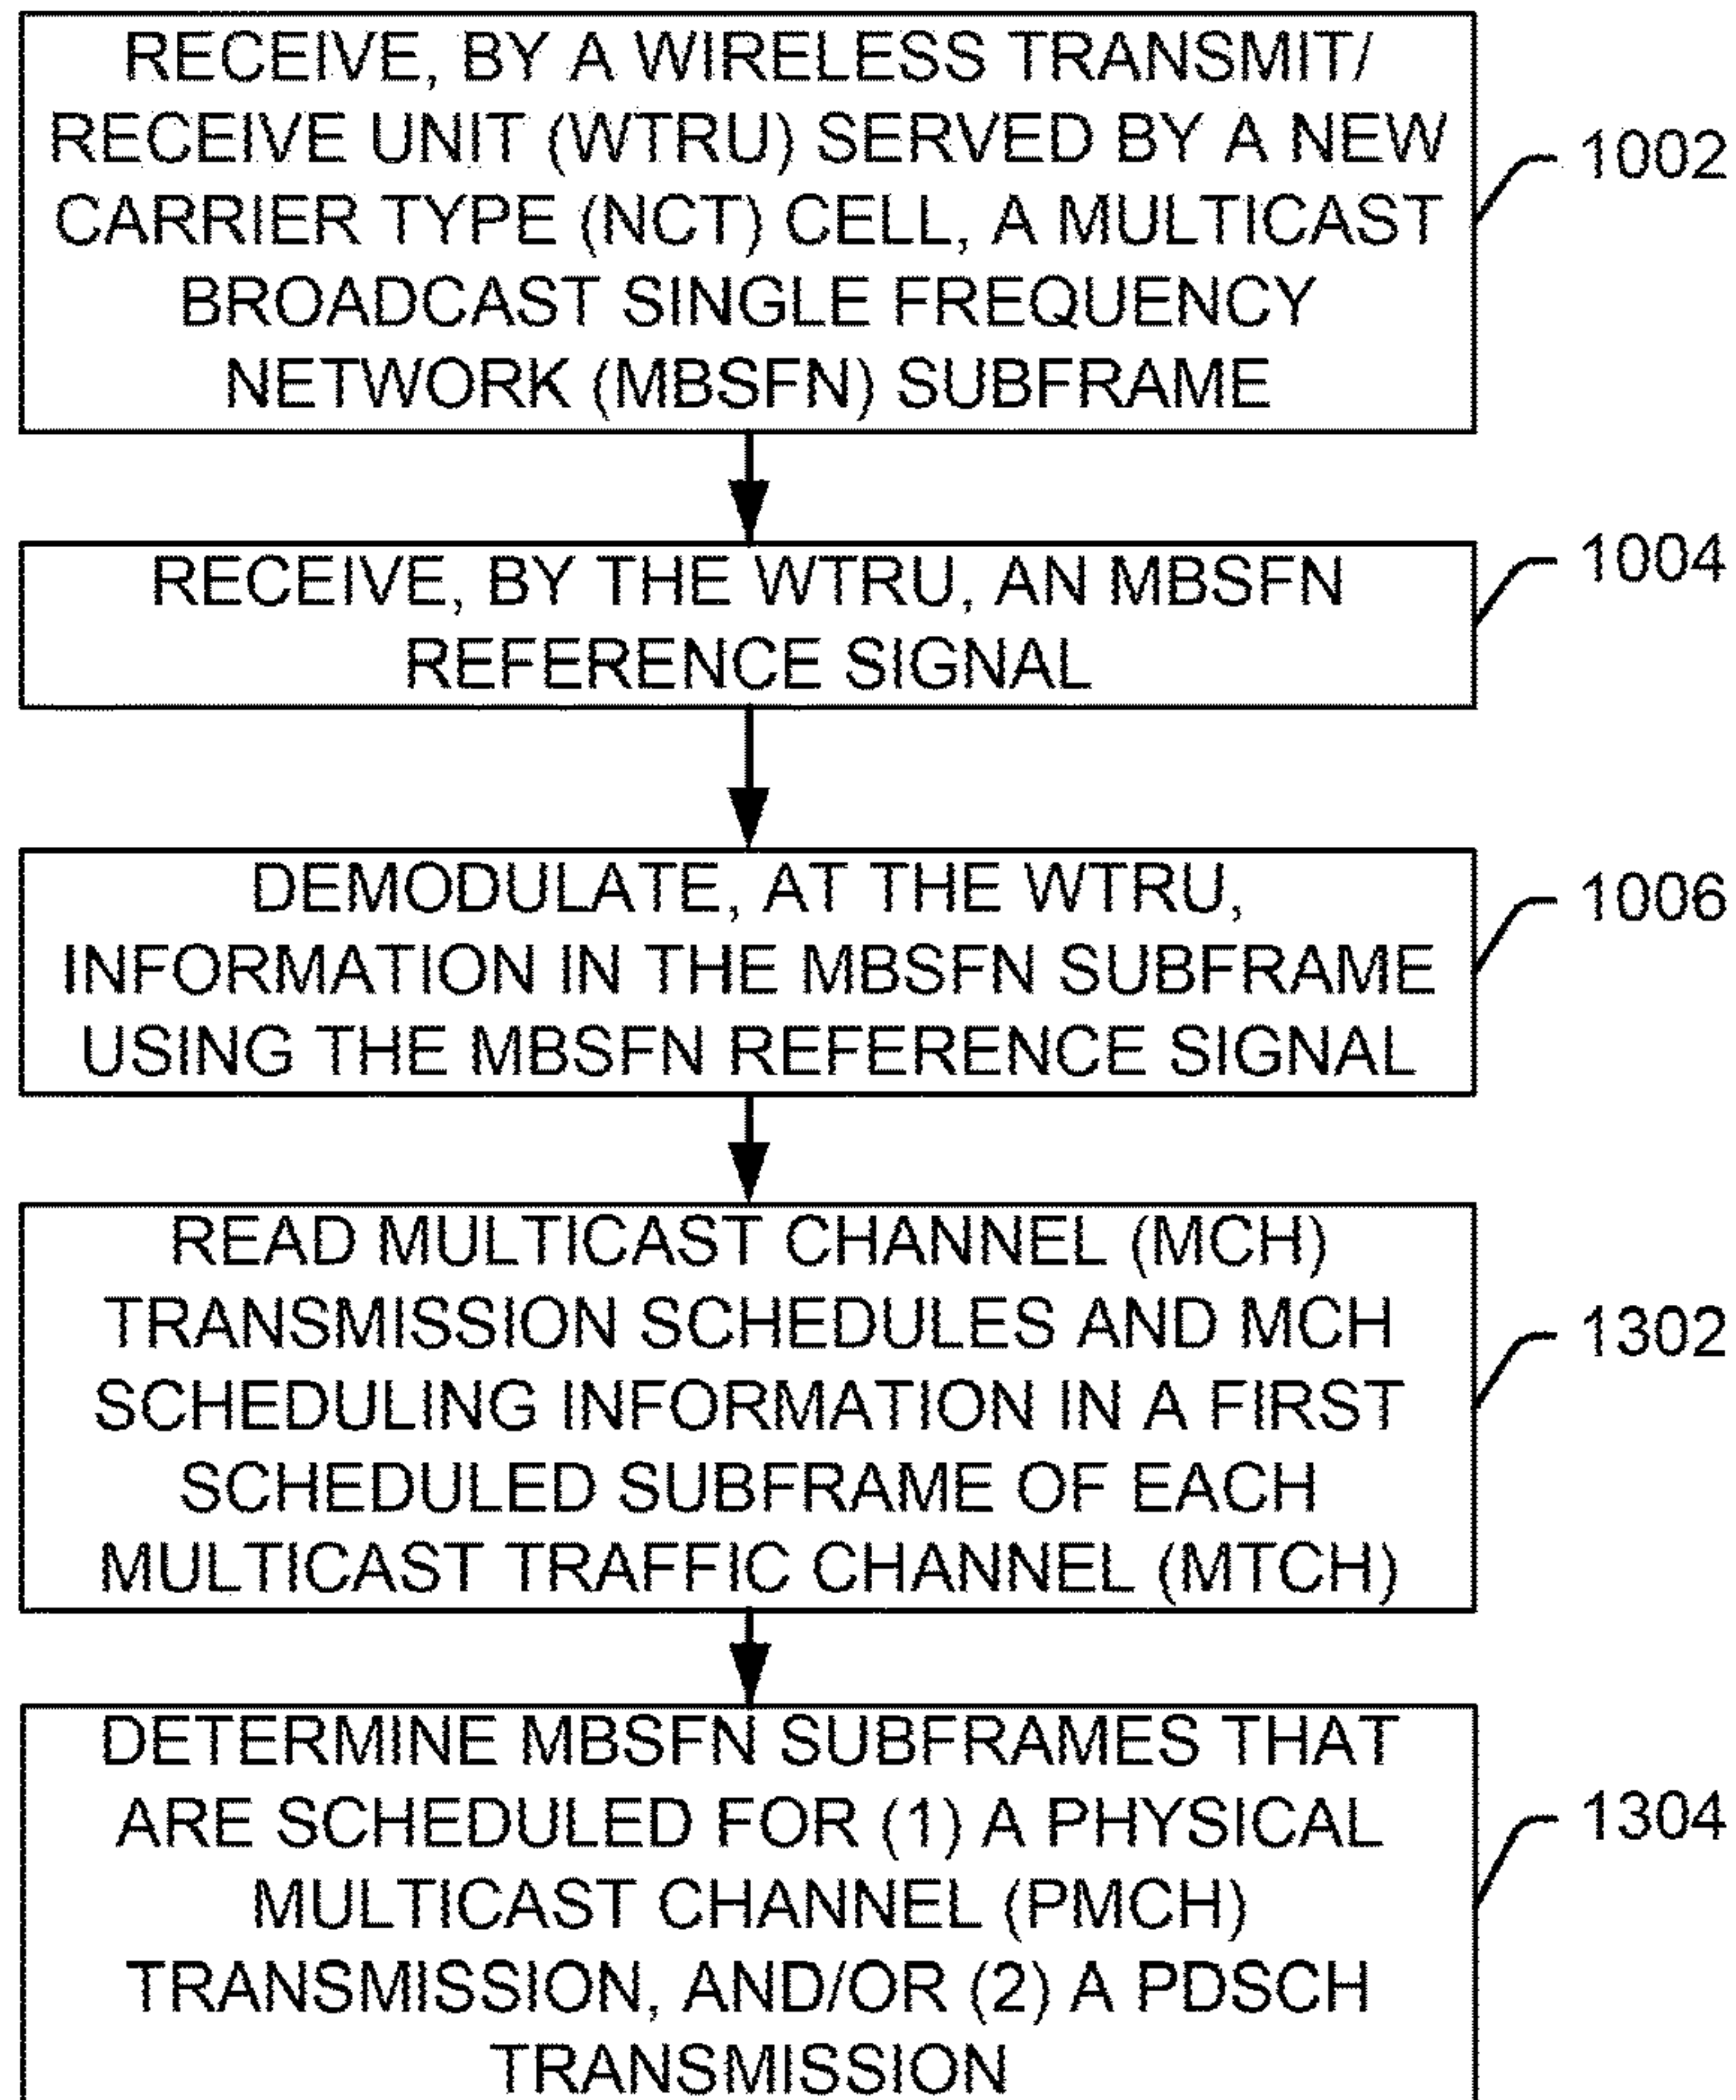 RECEIVE, BY A WIRELESS TRANSMIT/
RECEIVE UNIT (WTRU) SERVED BY A NEW
CARRIER TYPE (NCT) CELL, A MULTICAST
BROADCAST SINGLE FREQUENCY
NETWORK (MBSFN) SUBFRAME
1002
RECEIVE, BY THE WTRU, AN MBSFN
REFERENCE SIGNAL
1004
DEMODULATE, AT THE WTRU,
INFORMATION IN THE MBSFN SUBFRAME
USING THE MBSFN REFERENCE SIGNAL
1006
READ MULTICAST CHANNEL (MCH)
TRANSMISSION SCHEDULES AND MCH
SCHEDULING INFORMATION IN A FIRST
SCHEDULED SUBFRAME OF EACH
MULTICAST TRAFFIC CHANNEL (MTCH)
1302
DETERMINE MBSFN SUBFRAMES THAT
ARE SCHEDULED FOR (1) A PHYSICAL
MULTICAST CHANNEL (PMCH)
TRANSMISSION, AND/OR (2) A PDSCH
TRANSMISSION
1304